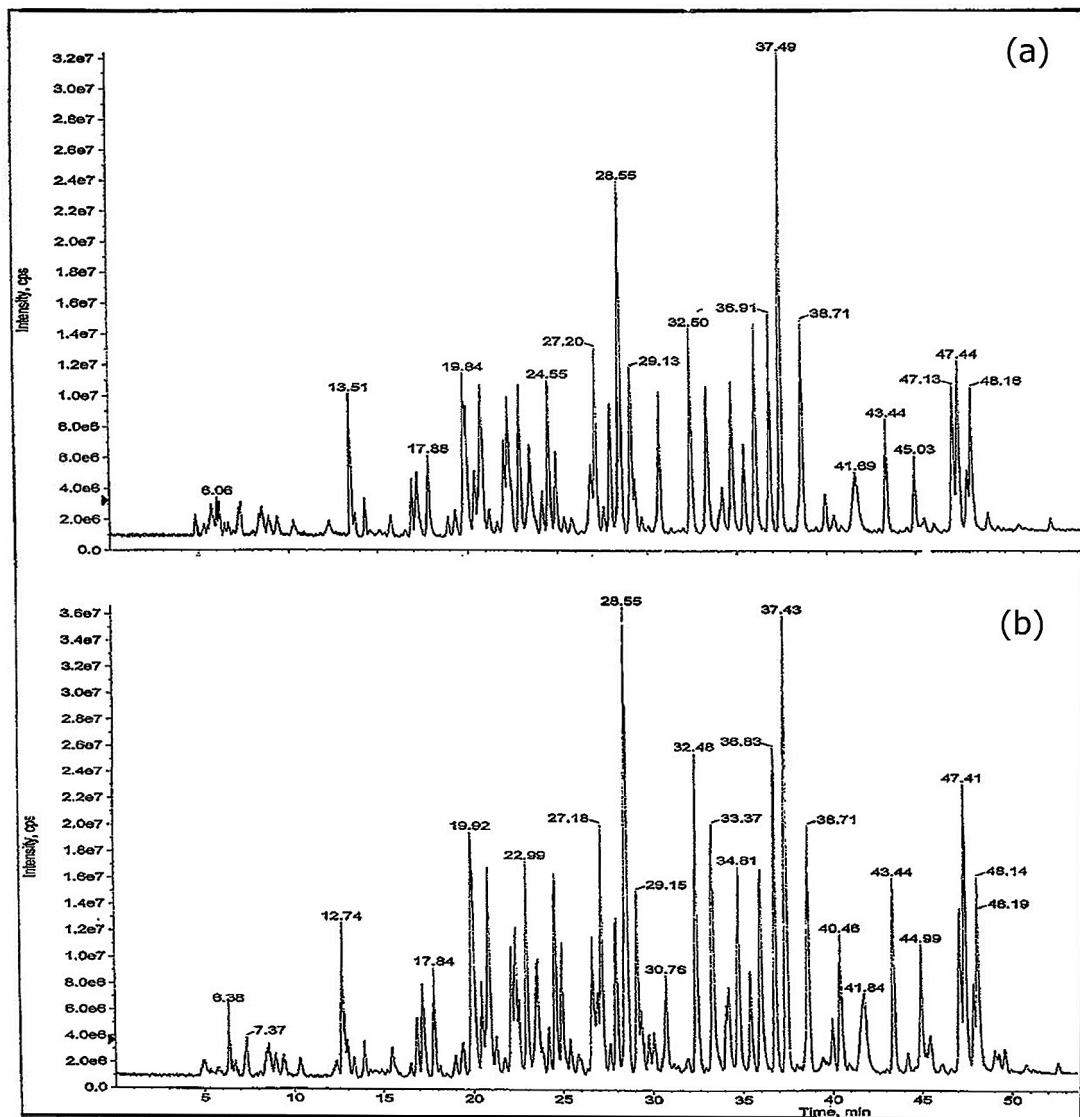 (a)
37.49
3.2e7
3.0e7
2.8e7
2.6e7
28.55
2.4e7
2.2e7
2.0e7
1.8e7
1.6e7
36.91
38.71
32.50
1.4e7
27.20
29.13
47.44
1.2e7
19.84
24.55
47.13
48.16
13.51
1.0e7
43.44
8.0e6
17.88
45.03
6.0e6
41.69
4.0e6
6.06
2.0e6
0.0
Intensity, cps
(b)
28.55
37.43
3.6e7
3.4e7
3.2e7
3.0e7
2.8e7
36.83
2.6e7
32.48
2.4e7
47.41
2.2e7
27.18
33.37
38.71
2.0e7
19.92
1.8e7
22.99
34.81
48.14
1.6e7
43.44
29.15
48.19
1.4e7
12.74
1.2e7
40.46
44.99
1.0e7
17.84
30.76
8.0e6
41.84
6.38
6.0e6
7.37
4.0e6
2.0e6
0.0
Intensity, cps
5 10 15 20 25 30 35 40 45 50
Time, min